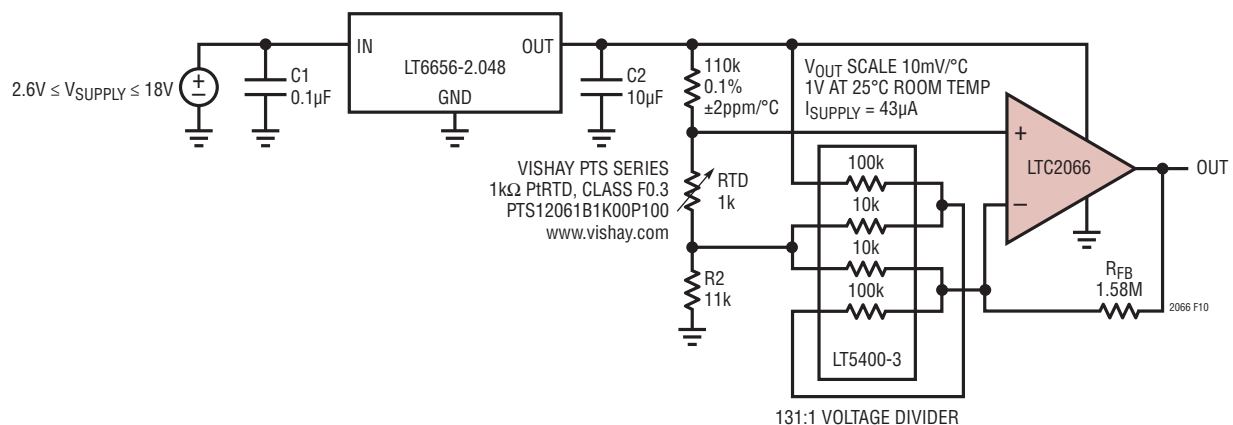 2.6V ≤ VSUPPLY ≤ 18V
+
–
C1
0.1µF
IN
OUT
LT6656-2.048
GND
C2
10µF
110k
0.1%
±2ppm/°C
VOUT SCALE 10mV/°C
1V AT 25°C ROOM TEMP
ISUPPLY = 43µA
VISHAY PTS SERIES
1kΩ PtRTD, CLASS F0.3
PTS12061B1K00P100
www.vishay.com
RTD
1k
R2
11k
100k
10k
10k
100k
LT5400-3
131:1 VOLTAGE DIVIDER
+
–
LTC2066
OUT
RFB
1.58M
2066 F10